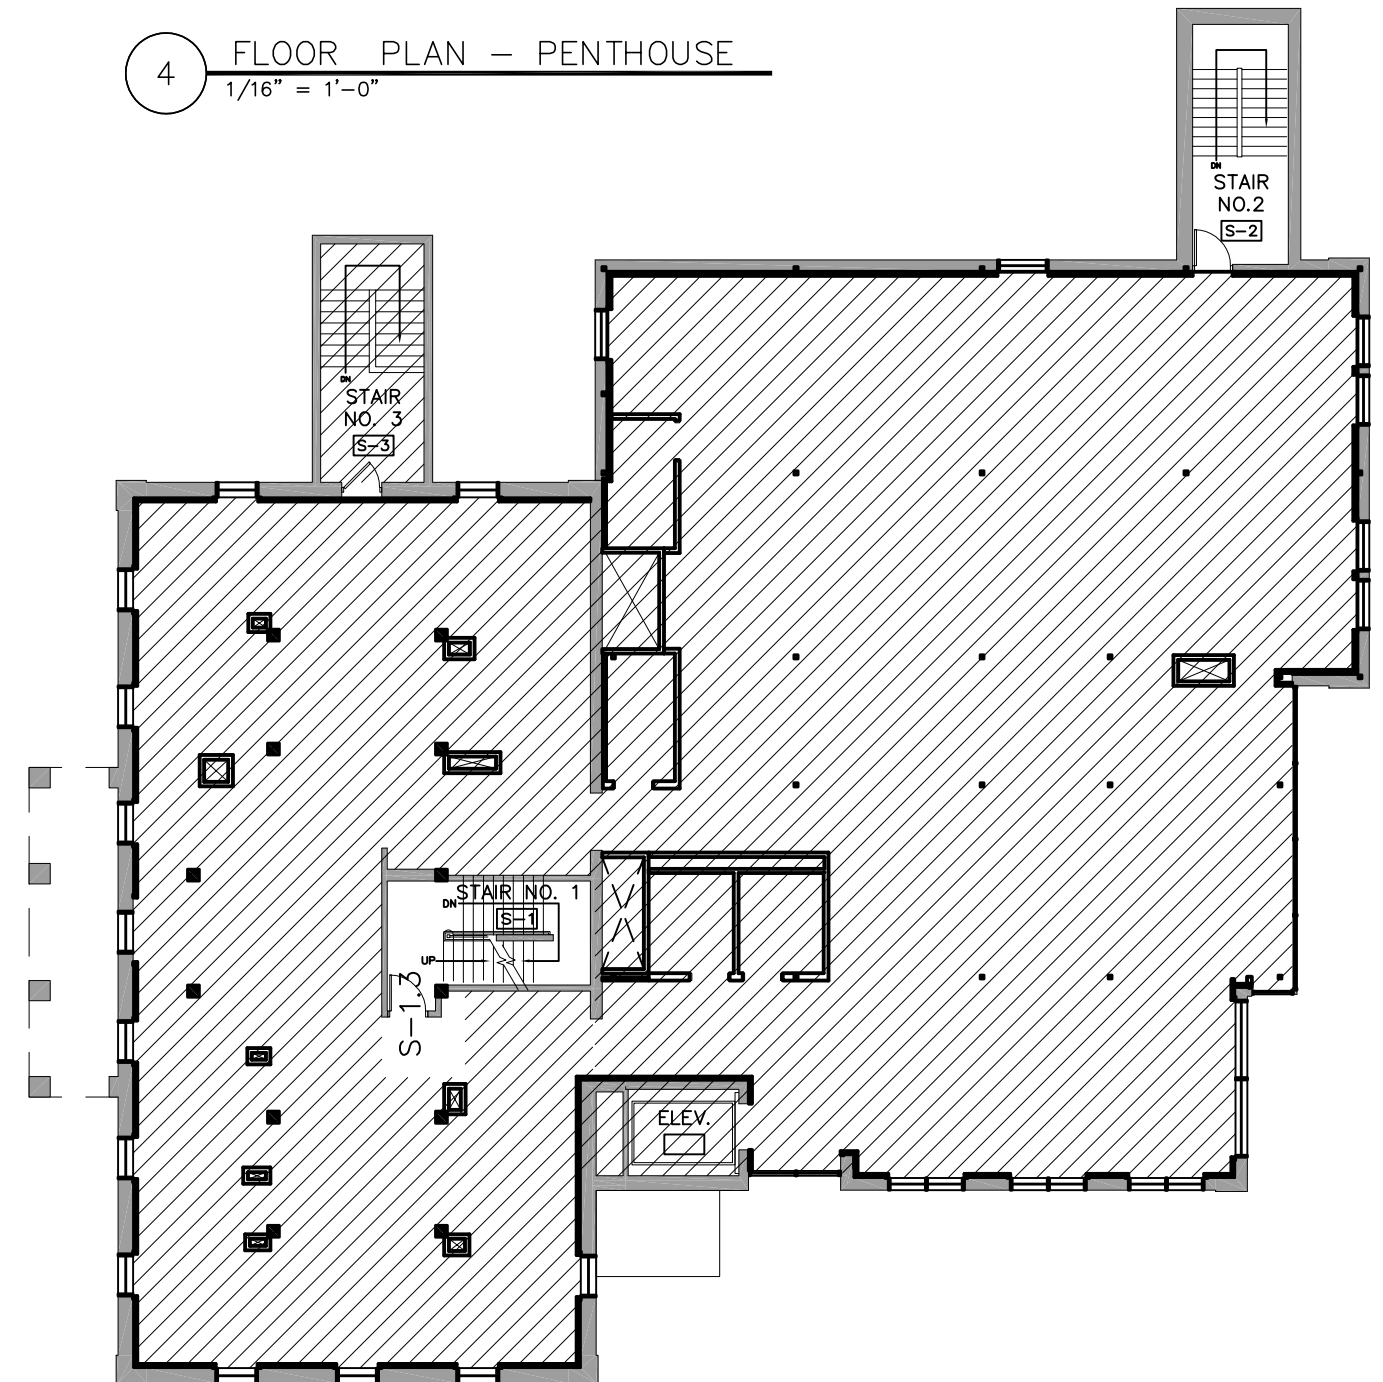 4
FLOOR PLAN - PENTHOUSE
1/16" = 1'-0"
DN
STAIR
NO.2
S-2
DN
STAIR
NO. 3
S-3
STAIR NO. 1
DN
S-1
UP
S-1.3
ELEV.